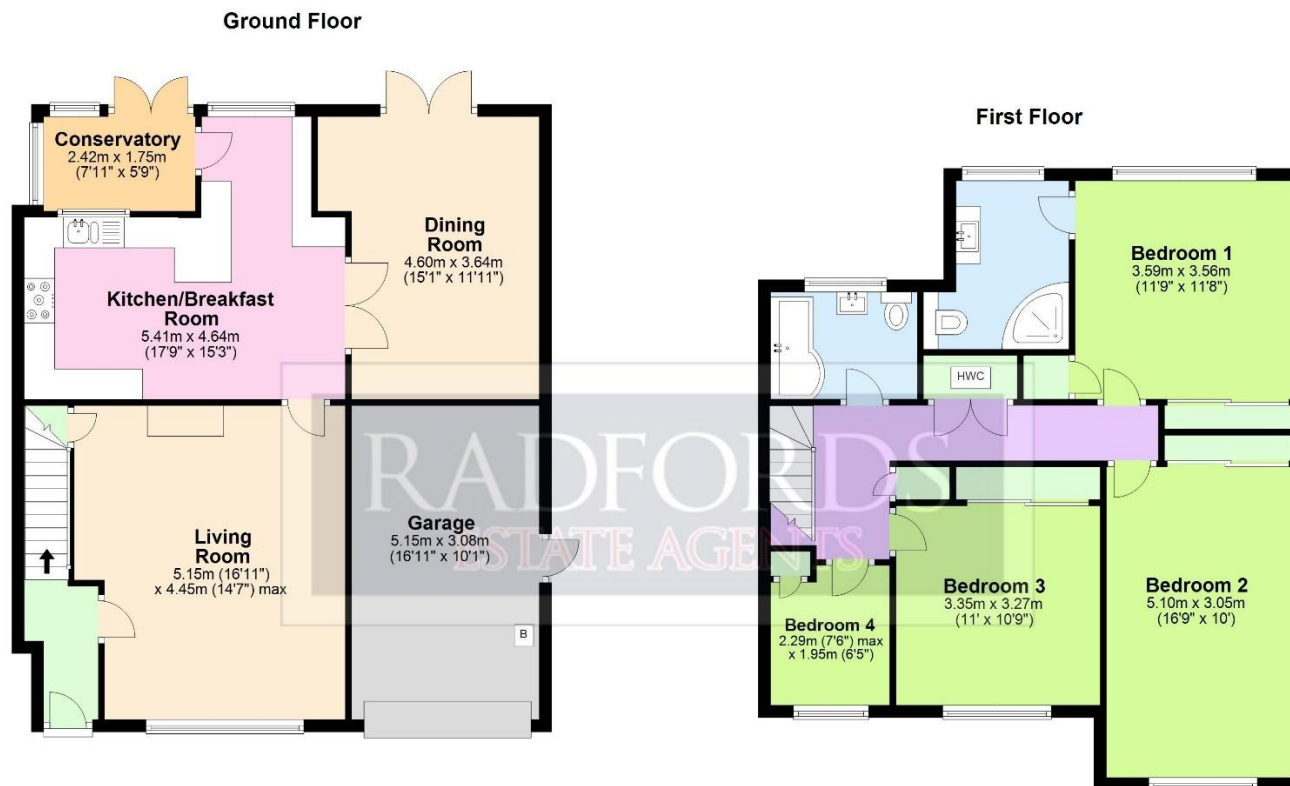 Ground Floor
Conservatory
2.42m x 1.75m
(7'11" x 5'9")
Dining
Room
4.60m x 3.64m
(15'1" x 11'11")
Kitchen/Breakfast
Room
5.41m x 4.64m
(17'9" x 15'3")
Living
Room
5.15m (16'11")
x 4.45m (14'7") max
Garage
5.15m x 3.08m
(16'11" x 10'1")
B
First Floor
Bedroom 1
3.59m x 3.56m
(11'9" x 11'8")
HWC
Bedroom 3
3.35m x 3.27m
(11' x 10'9")
Bedroom 2
5.10m x 3.05m
(16'9" x 10')
Bedroom 4
2.29m (7'6") max
x 1.95m (6'5")
RADFORDS
ESTATE AGENTS